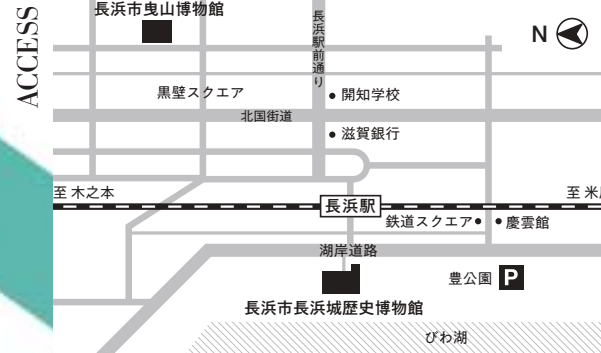 ACCESS
長浜市曳山博物館
長浜駅前通り
N
黒壁スクエア
開知学校
北国街道
滋賀銀行
至 木之本
長浜駅
至 米
鉄道スクエア
慶雲館
湖岸道路
豊公園 P
長浜市長浜城歴史博物館
びわ湖